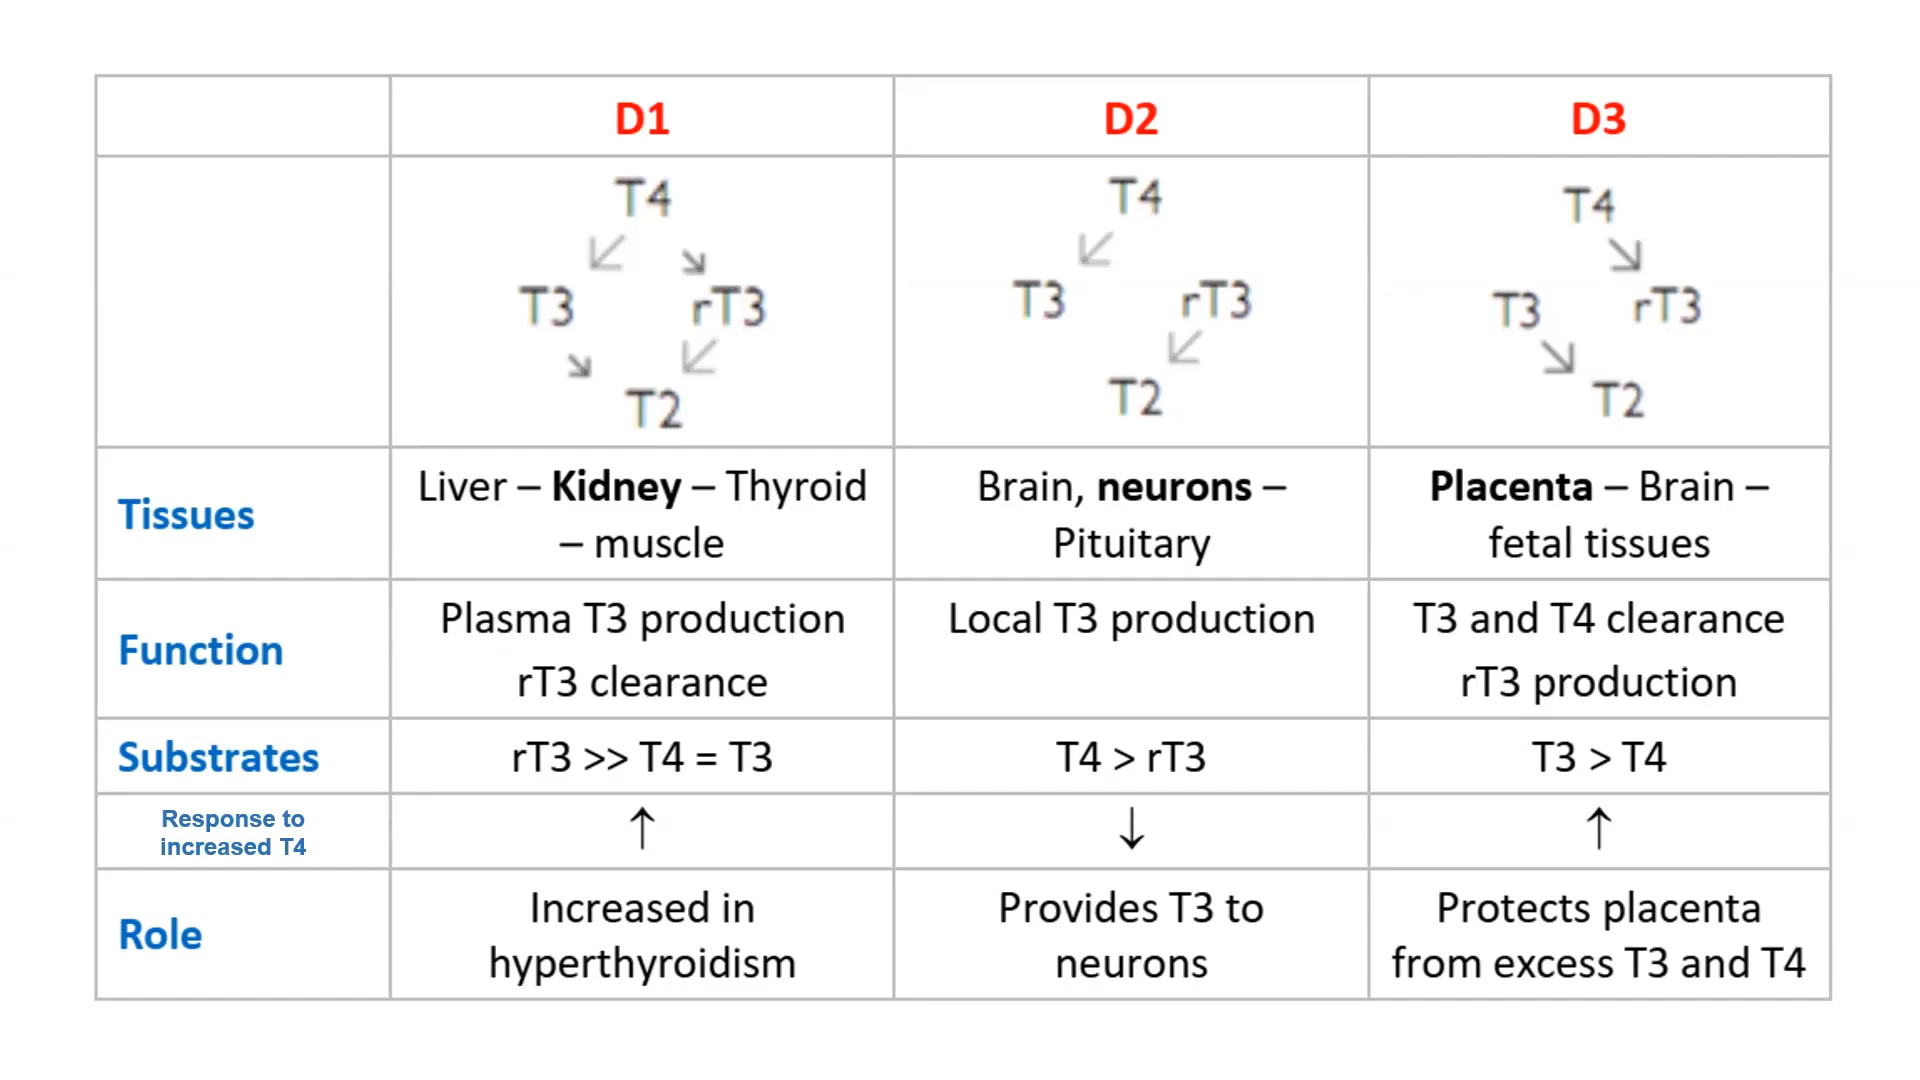 D1
D2
D3
T4
T3 rT3
T2
T4
T3 rT3
T2
T4
T3 rT3
T2
Tissues
Liver – Kidney – Thyroid
– muscle
Brain, neurons –
Pituitary
Placenta – Brain –
fetal tissues
Function
Plasma T3 production
rT3 clearance
Local T3 production
T3 and T4 clearance
rT3 production
Substrates
rT3 >> T4 = T3
T4 > rT3
T3 > T4
Response to
increased T4
↑
↓
↑
Role
Increased in
hyperthyroidism
Provides T3 to
neurons
Protects placenta
from excess T3 and T4